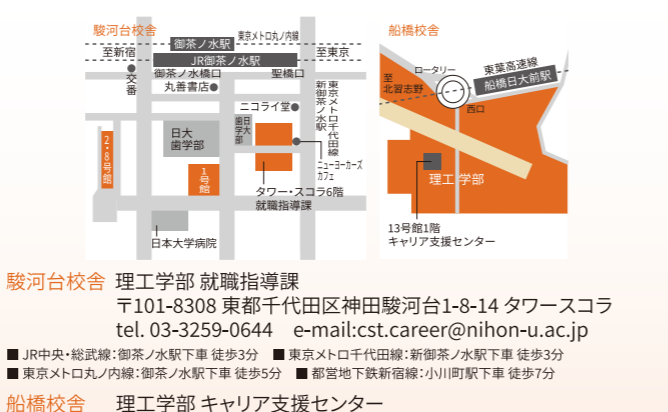 駿河台校舎
東京メトロ丸ノ内線
御茶ノ水駅
至新宿
至東京
JR御茶ノ水駅
御茶ノ水橋口
聖橋口
交番
丸善書店
東京メトロ千代田線
新御茶ノ水駅
ニコライ堂
日大
歯学部
日大
歯学部
2・8号館
1号館
ニューヨーカーズ
カフェ
タワー・スコラ6階
就職指導課
日本大学病院
船橋校舎
ロータリー
東葉高速線
船橋日大前駅
至
北習志野
西口
理工学部
13号館1階
キャリア支援センター
駿河台校舎 理工学部 就職指導課
〒101-8308 東都千代田区神田駿河台1-8-14 タワースコラ
tel. 03-3259-0644 e-mail:cst.career@nihon-u.ac.jp
■ JR中央・総武線:御茶ノ水駅下車 徒歩3分 ■ 東京メトロ千代田線:新御茶ノ水駅下車 徒歩3分
■ 東京メトロ丸ノ内線:御茶ノ水駅下車 徒歩5分 ■ 都営地下鉄新宿線:小川町駅下車 徒歩7分
船橋校舎 理工学部 キャリア支援センター